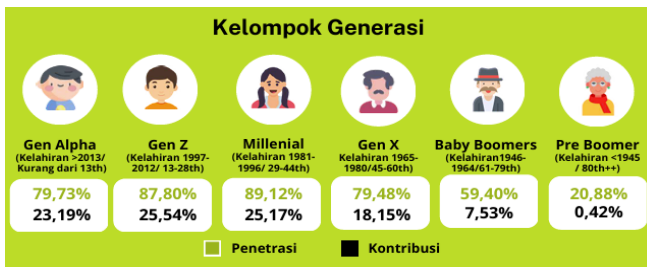 Kelompok Generasi
Gen Alpha
(Kelahiran >2013/
Kurang dari 13th)
79,73%
23,19%
Gen Z
(Kelahiran 1997-
2012/ 13-28th)
87,80%
25,54%
Millenial
(Kelahiran 1981-
1996/ 29-44th)
89,12%
25,17%
Gen X
Kelahiran 1965-
1980/45-60th)
79,48%
18,15%
Baby Boomers
(Kelahiran1946-
1964/61-79th)
59,40%
7,53%
Pre Boomer
(Kelahiran <1945
/ 80th++)
20,88%
0,42%
Penetrasi
Kontribusi